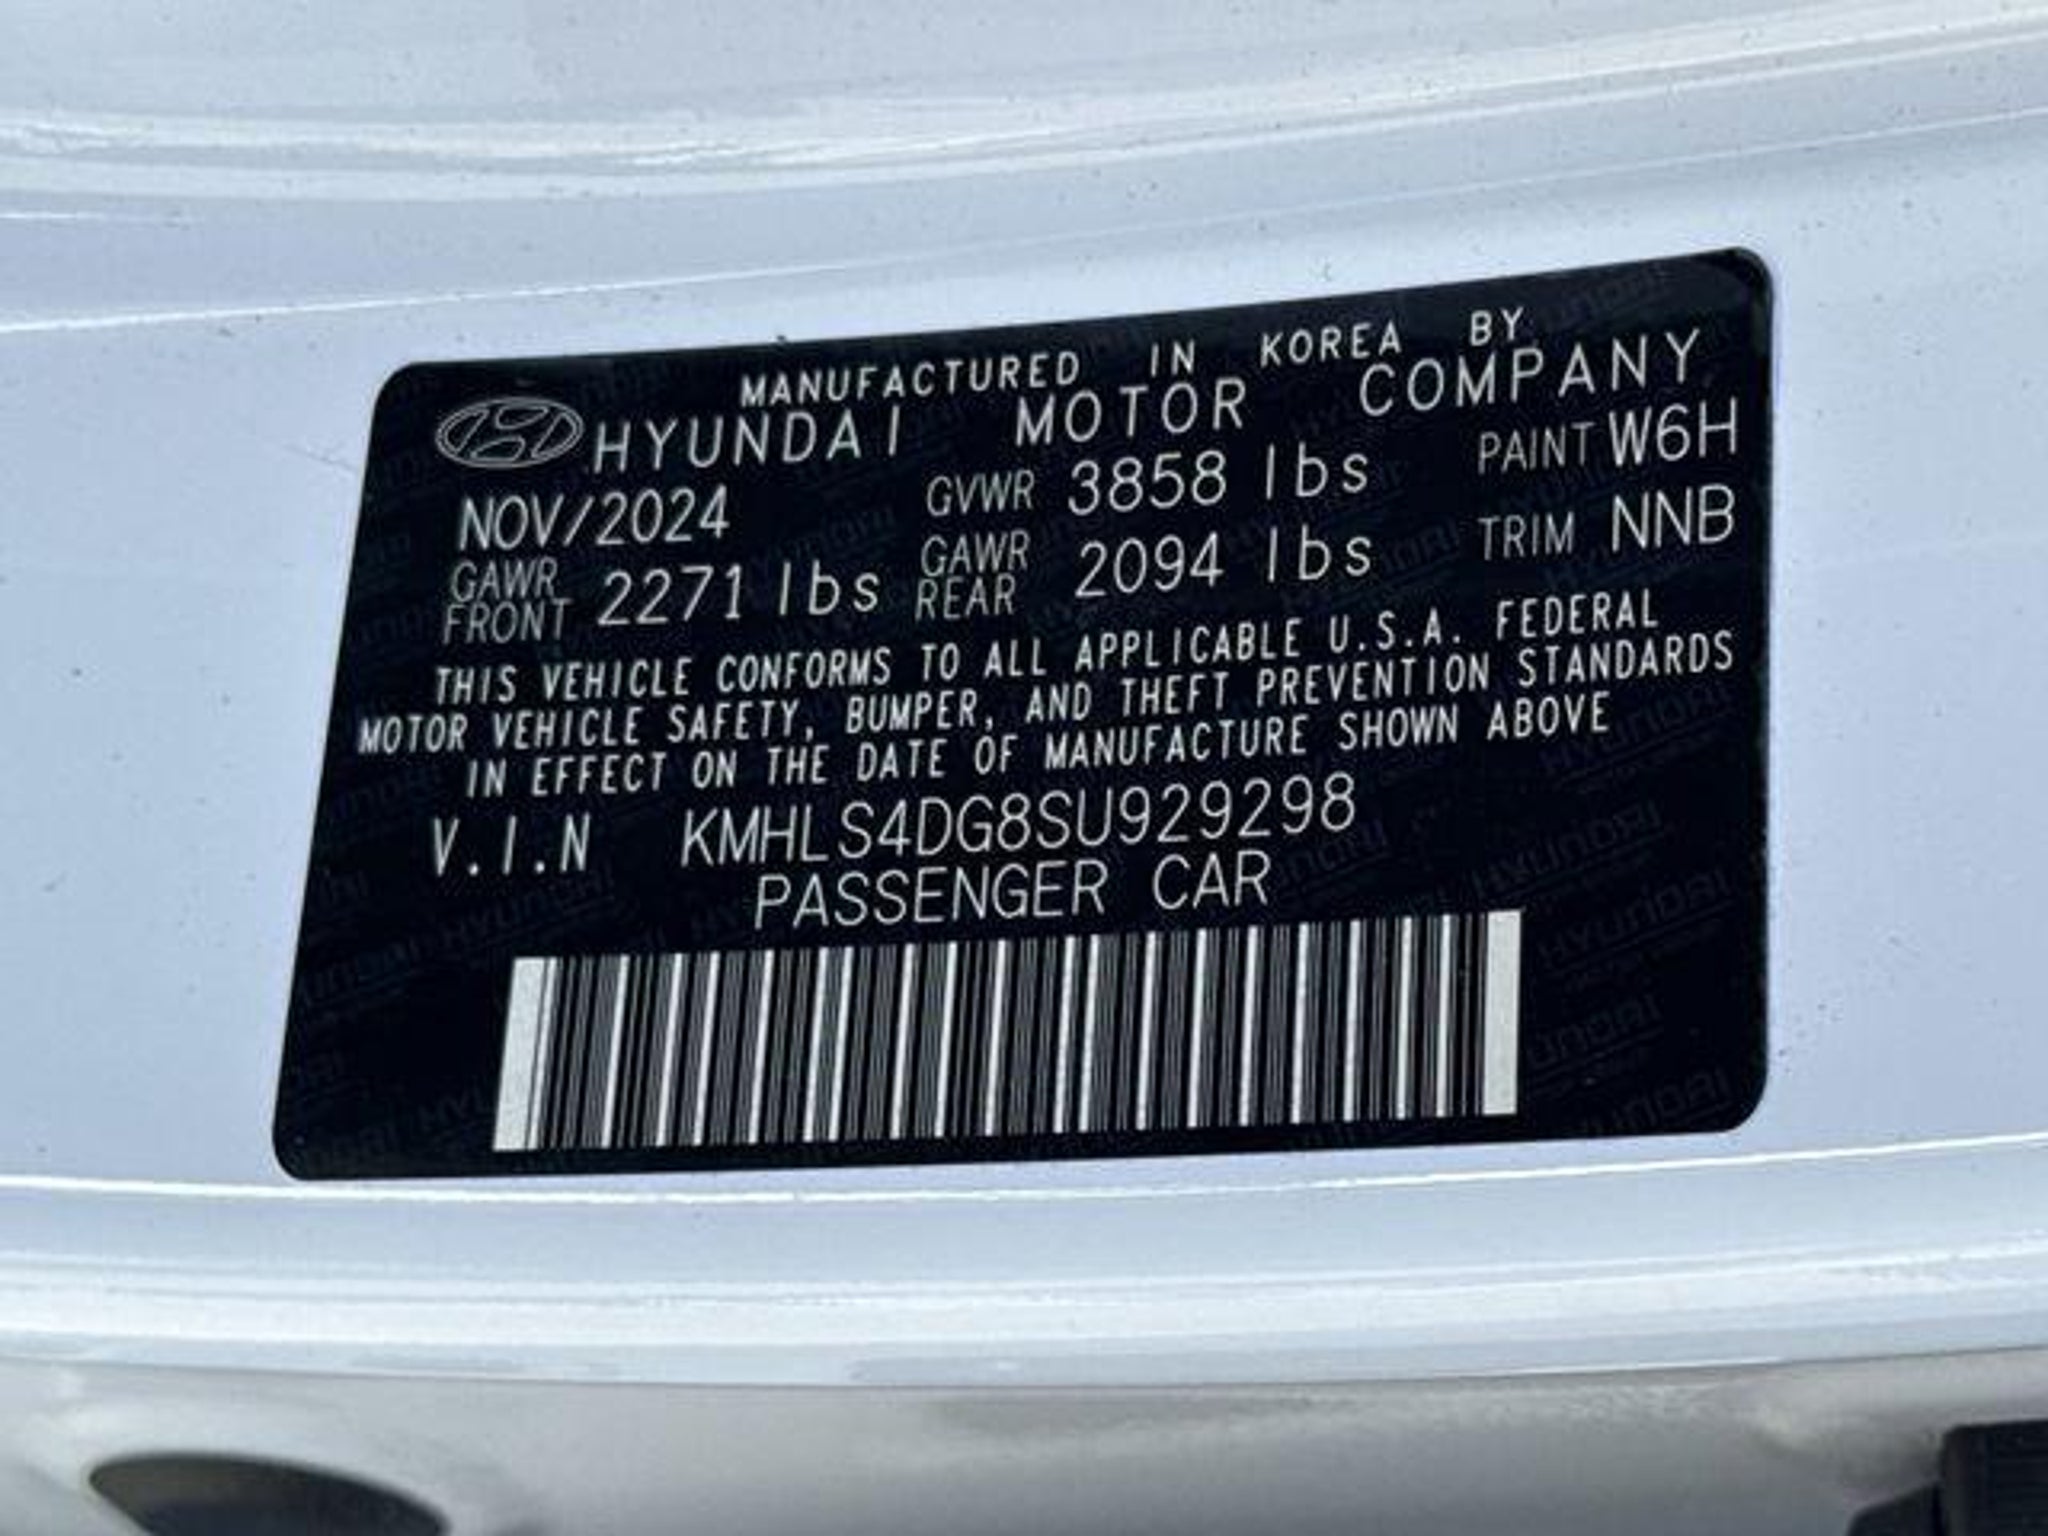 MANUFACTURED IN KOREA BY
HYUNDAI MOTOR COMPANY
NOV/2024 GVWR 3858 lbs PAINT W6H
GAWR FRONT 2271 lbs GAWR REAR 2094 lbs TRIM NNB
THIS VEHICLE CONFORMS TO ALL APPLICABLE U.S.A. FEDERAL
MOTOR VEHICLE SAFETY, BUMPER, AND THEFT PREVENTION STANDARDS
IN EFFECT ON THE DATE OF MANUFACTURE SHOWN ABOVE
V.I.N KMHLS4DG8SU929298
PASSENGER CAR